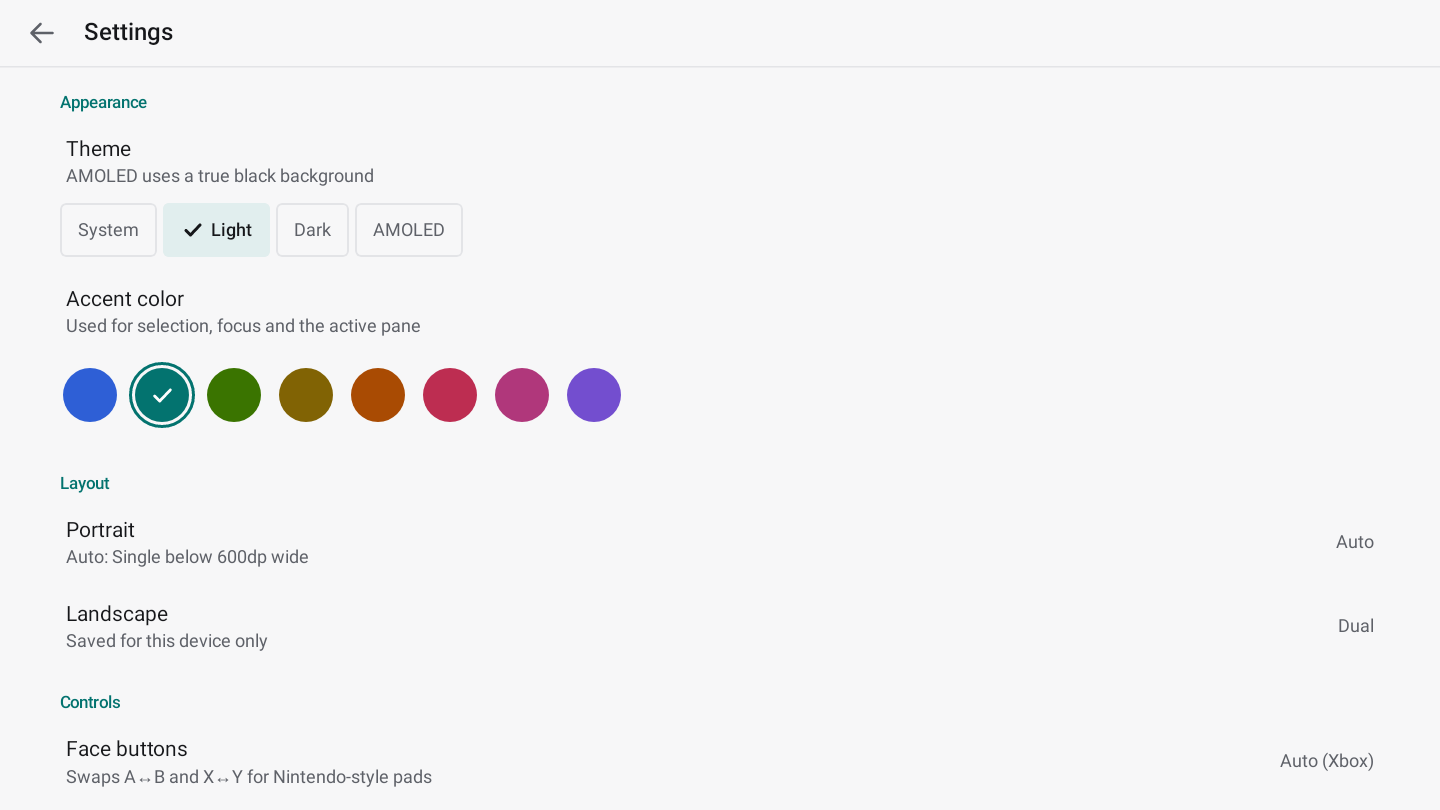 Settings
Appearance
Theme
AMOLED uses a true black background
System Light Dark AMOLED
Accent color
Used for selection, focus and the active pane
Layout
Portrait
Auto: Single below 600dp wide
Auto
Landscape
Saved for this device only
Dual
Controls
Face buttons
Swaps A↔B and X↔Y for Nintendo-style pads
Auto (Xbox)